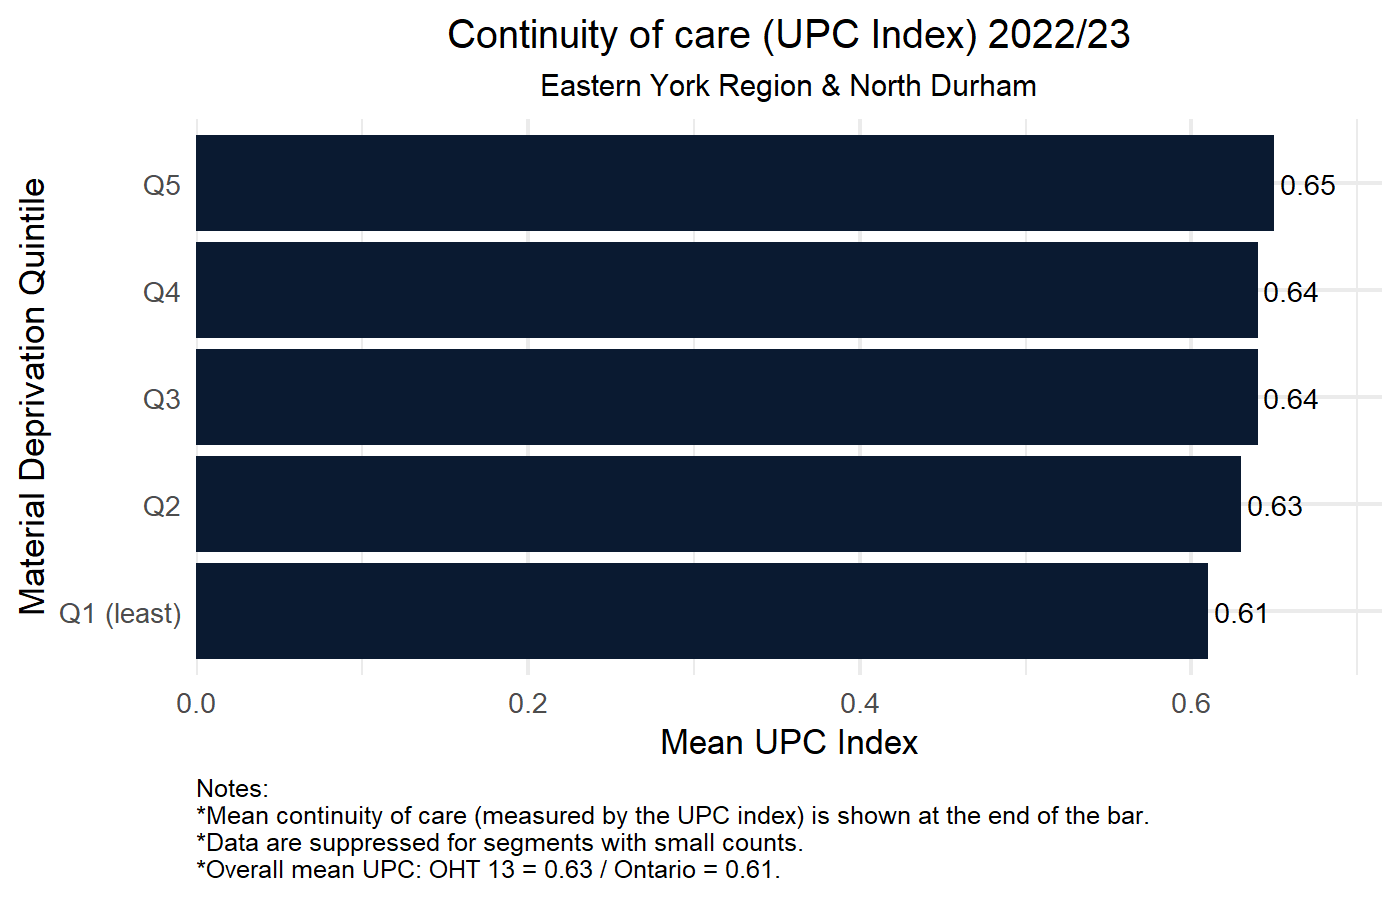 Continuity of care (UPC Index) 2022/23
Eastern York Region & North Durham
Material Deprivation Quintile
Q5
0.65
Q4
0.64
Q3
0.64
Q2
0.63
Q1 (least)
0.61
0.0
0.2
0.4
0.6
Mean UPC Index
Notes:
*Mean continuity of care (measured by the UPC index) is shown at the end of the bar.
*Data are suppressed for segments with small counts.
*Overall mean UPC: OHT 13 = 0.63 / Ontario = 0.61.